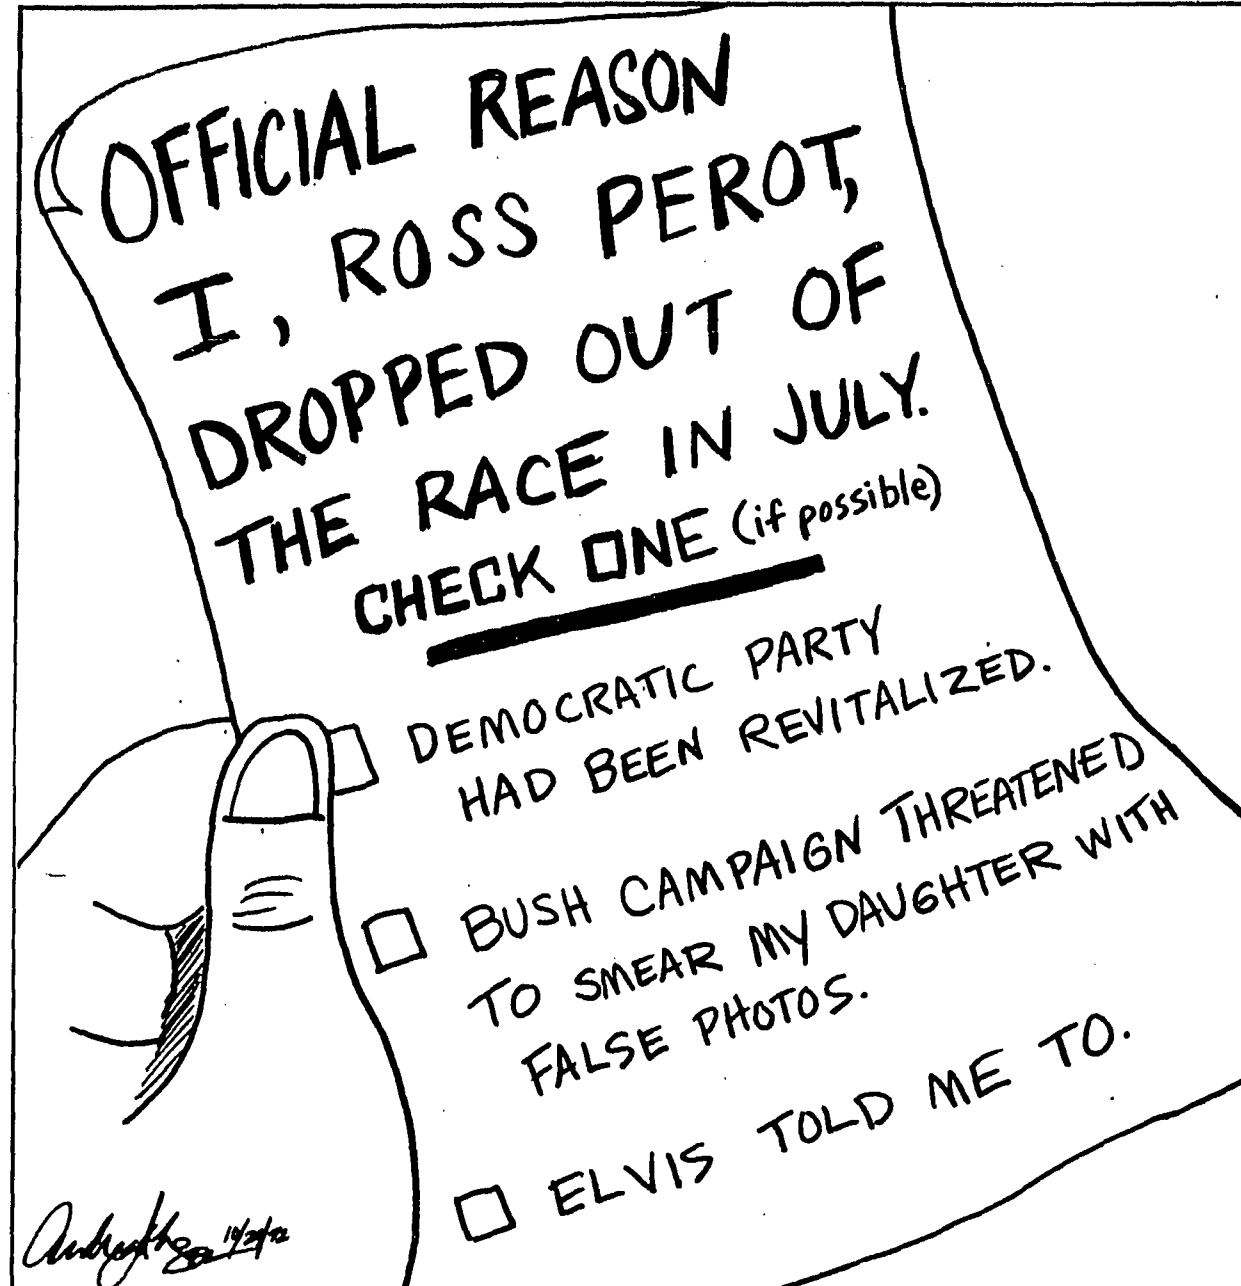 OFFICIAL REASON
I, ROSS PEROT,
DROPPED OUT OF
THE RACE IN JULY.
CHECK ONE (if possible)
DEMOCRATIC PARTY
HAD BEEN REVITALIZED.
BUSH CAMPAIGN THREATENED
TO SMEAR MY DAUGHTER WITH
FALSE PHOTOS.
ELVIS TOLD ME TO.